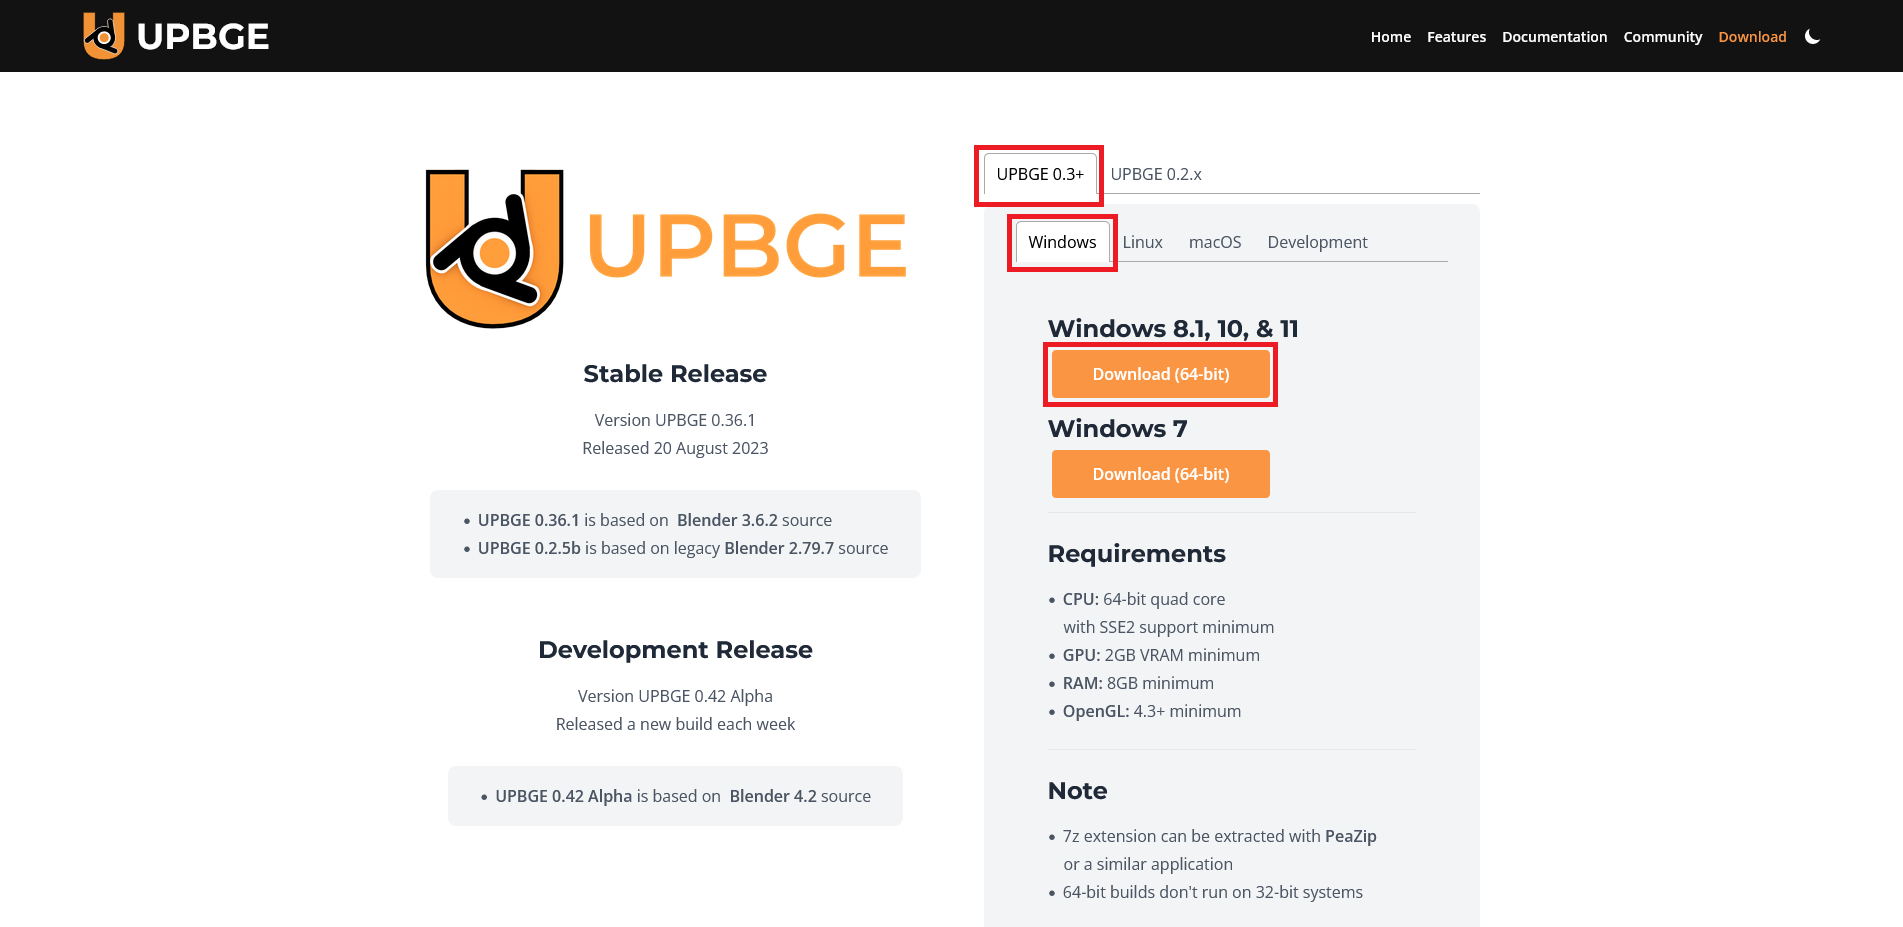 UPBGE
Home Features Documentation Community Download
UPBGE
Stable Release
Version UPBGE 0.36.1
Released 20 August 2023
• UPBGE 0.36.1 is based on Blender 3.6.2 source
• UPBGE 0.2.5b is based on legacy Blender 2.79.7 source
Development Release
Version UPBGE 0.42 Alpha
Released a new build each week
• UPBGE 0.42 Alpha is based on Blender 4.2 source
UPBGE 0.3+ UPBGE 0.2.x
Windows Linux macOS Development
Windows 8.1, 10, & 11
Download (64-bit)
Windows 7
Download (64-bit)
Requirements
• CPU: 64-bit quad core
with SSE2 support minimum
• GPU: 2GB VRAM minimum
• RAM: 8GB minimum
• OpenGL: 4.3+ minimum
Note
• 7z extension can be extracted with PeaZip
or a similar application
• 64-bit builds don't run on 32-bit systems